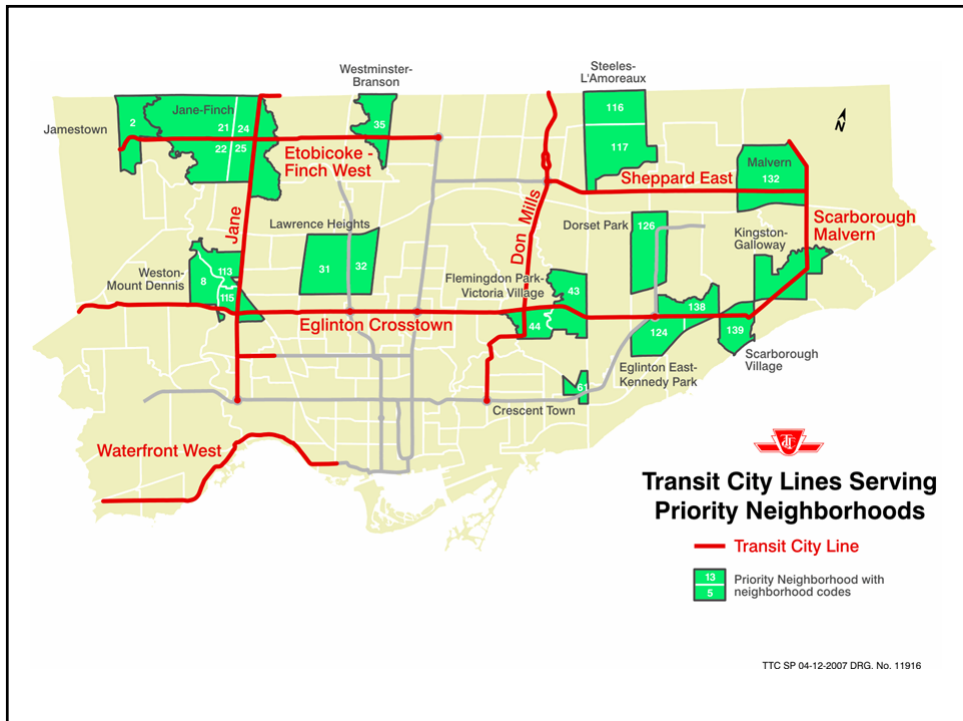 Westminster-
Branson
Steeles-
L'Amoreaux
Jamestown
2
Jane-Finch
21
24
22
25
35
116
117
N
Etobicoke -
Finch West
Sheppard East
Malvern
132
Jane
Don Mills
Scarborough
Malvern
Lawrence Heights
31
32
Dorset Park
126
Kingston-
Galloway
Weston-
Mount Dennis
8
113
115
Flemingdon Park-
Victoria Village
43
44
Eglinton Crosstown
138
124
139
Eglinton East-
Kennedy Park
Scarborough
Village
61
Crescent Town
Waterfront West
TTC
Transit City Lines Serving
Priority Neighborhoods
Transit City Line
13
5
Priority Neighborhood with
neighborhood codes
TTC SP 04-12-2007 DRG. No. 11916